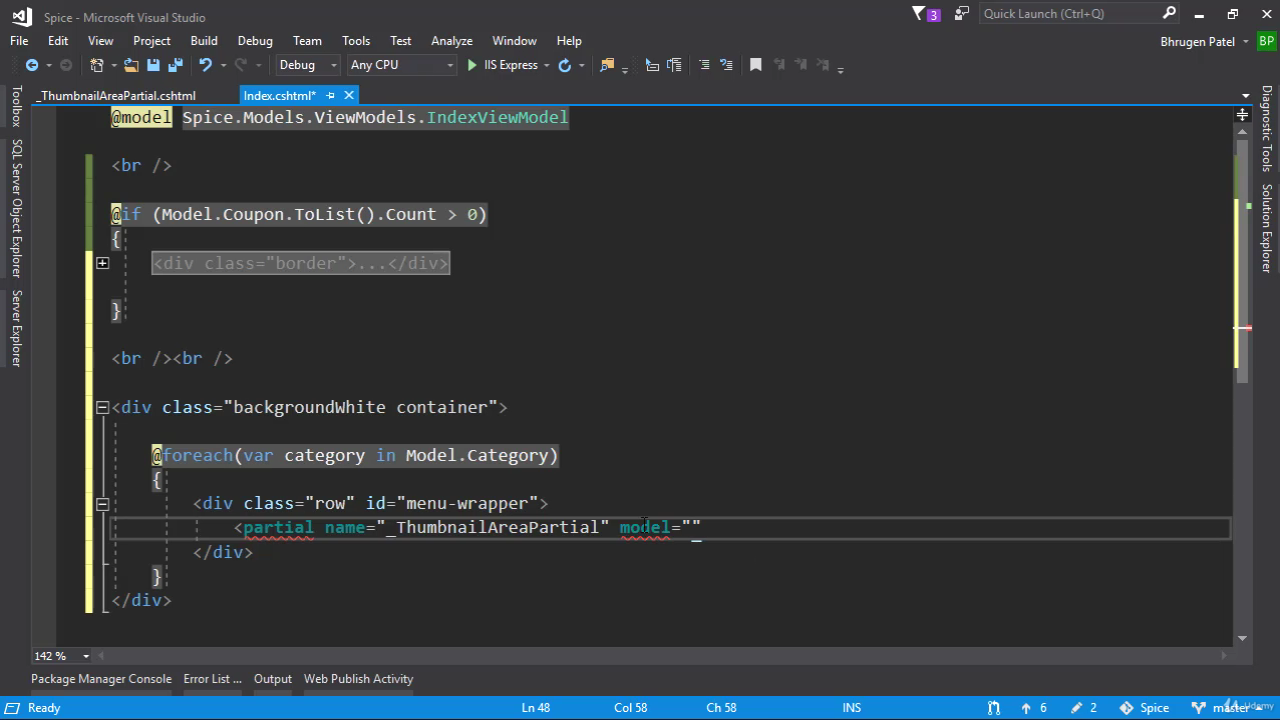 Spice - Microsoft Visual Studio
3
Quick Launch (Ctrl+Q)
File Edit View Project Build Debug Team Tools Test Analyze Window Help
Bhrugen Patel BP
Debug Any CPU IIS Express
_ThumbnailAreaPartial.cshtml Index.cshtml*
Toolbox
SQL Server Object Explorer
Server Explorer
@model Spice.Models.ViewModels.IndexViewModel
<br />
@if (Model.Coupon.ToList().Count > 0)
{
<div class="border">...</div>
}
<br /><br />
<div class="backgroundWhite container">
@foreach(var category in Model.Category)
{
<div class="row" id="menu-wrapper">
<partial name="_ThumbnailAreaPartial" model=""
</div>
}
</div>
Diagnostic Tools
Solution Explorer
142 %
Package Manager Console Error List ... Output Web Publish Activity
Ready Ln 48 Col 58 Ch 58 INS 6 2 Spice master
Udemy